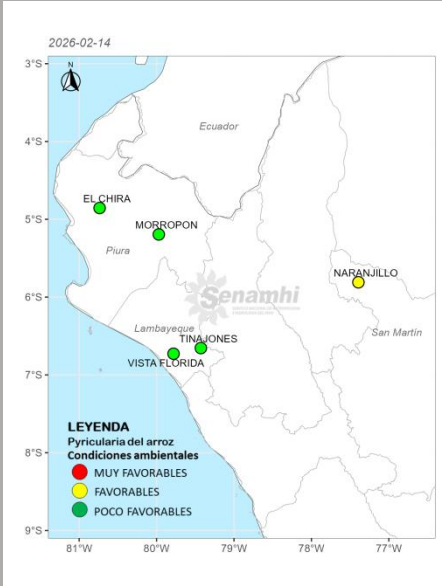 2026-02-14
3°S
N
Ecuador
4°S
EL CHIRA
5°S
MORROPON
Piura
NARANJILLO
6°S
Senamhi
Lambayeque
San Martín
TINAJONES
VISTA FLORIDA
7°S
LEYENDA
Pyricularia del arroz
Condiciones ambientales
8°S
MUY FAVORABLES
FAVORABLES
POCO FAVORABLES
9°S
81°W 80°W 79°W 78°W 77°W